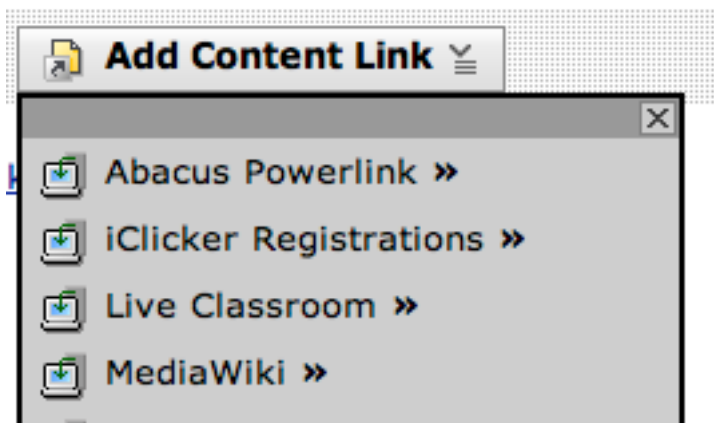 Add Content Link
Abacus Powerlink »
iClicker Registrations »
Live Classroom »
MediaWiki »